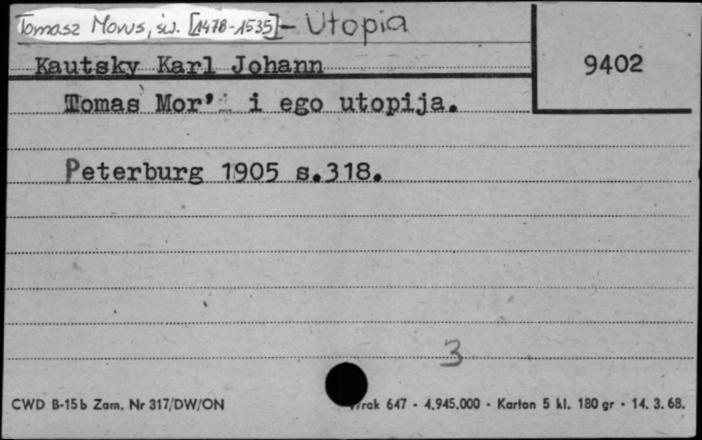 Tomasz Morus, św. [1478-1535] - Utopia
Kautsky Karl Johann
9402
Tomas Mor' i ego utopija.
Peterburg 1905 s.318.
3
CWD B-15b Zam. Nr 317/DW/ON
647 - 4.945.000 - Karton 5 kl. 180 gr - 14. 3. 68.